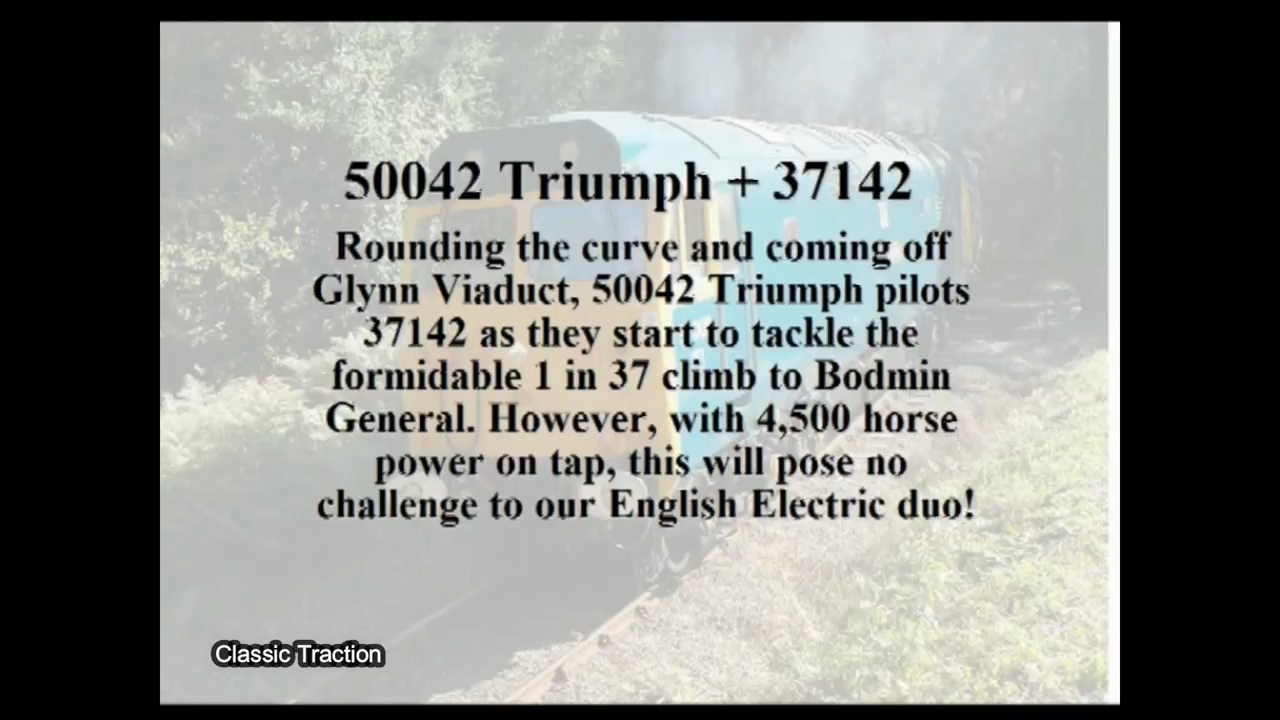 50042 Triumph + 37142
Rounding the curve and coming off
Glynn Viaduct, 50042 Triumph pilots
37142 as they start to tackle the
formidable 1 in 37 climb to Bodmin
General. However, with 4,500 horse
power on tap, this will pose no
challenge to our English Electric duo!
Classic Traction